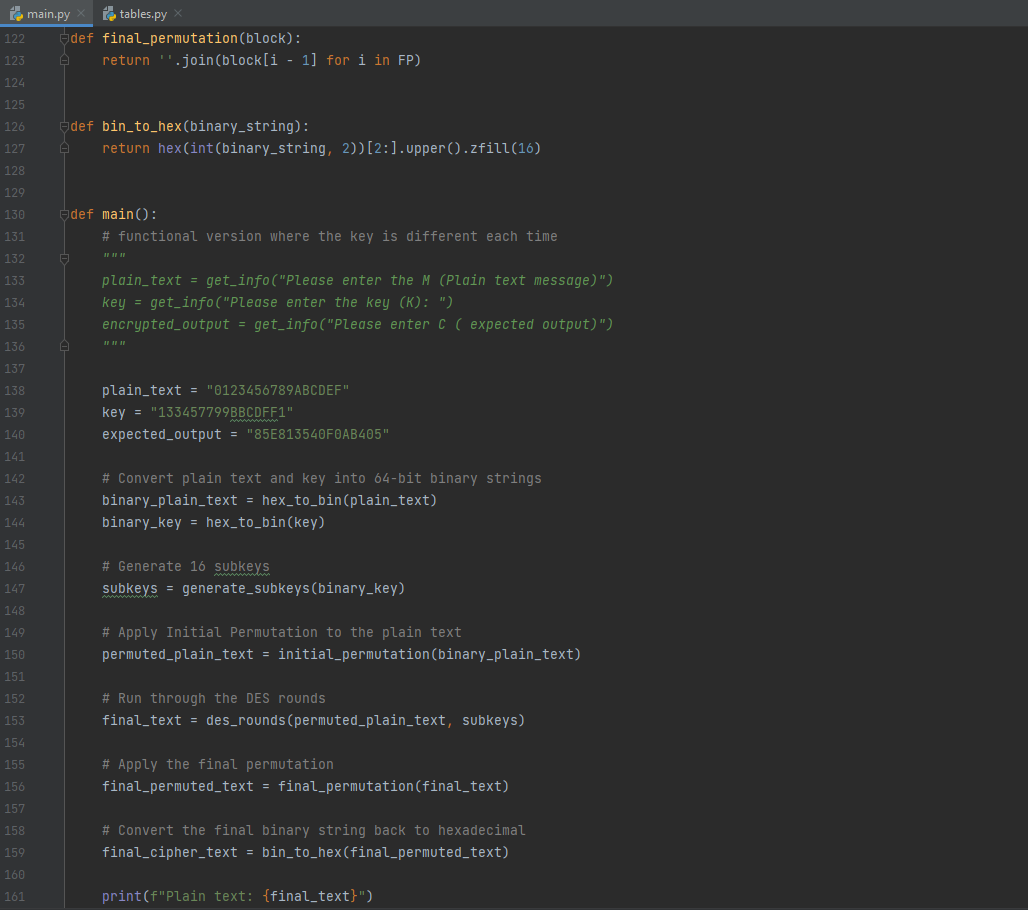 main.py tables.py
122 def final_permutation(block):
123 return ''.join(block[i - 1] for i in FP)
124
125
126 def bin_to_hex(binary_string):
127 return hex(int(binary_string, 2))[2:].upper().zfill(16)
128
129
130 def main():
131 # functional version where the key is different each time
132 """
133 plain_text = get_info("Please enter the M (Plain text message)")
134 key = get_info("Please enter the key (K): ")
135 encrypted_output = get_info("Please enter C ( expected output)")
136 """
137
138 plain_text = "0123456789ABCDEF"
139 key = "133457799BBCDFF1"
140 expected_output = "85E813540F0AB405"
141
142 # Convert plain text and key into 64-bit binary strings
143 binary_plain_text = hex_to_bin(plain_text)
144 binary_key = hex_to_bin(key)
145
146 # Generate 16 subkeys
147 subkeys = generate_subkeys(binary_key)
148
149 # Apply Initial Permutation to the plain text
150 permuted_plain_text = initial_permutation(binary_plain_text)
151
152 # Run through the DES rounds
153 final_text = des_rounds(permuted_plain_text, subkeys)
154
155 # Apply the final permutation
156 final_permuted_text = final_permutation(final_text)
157
158 # Convert the final binary string back to hexadecimal
159 final_cipher_text = bin_to_hex(final_permuted_text)
160
161 print(f"Plain text: {final_text}")